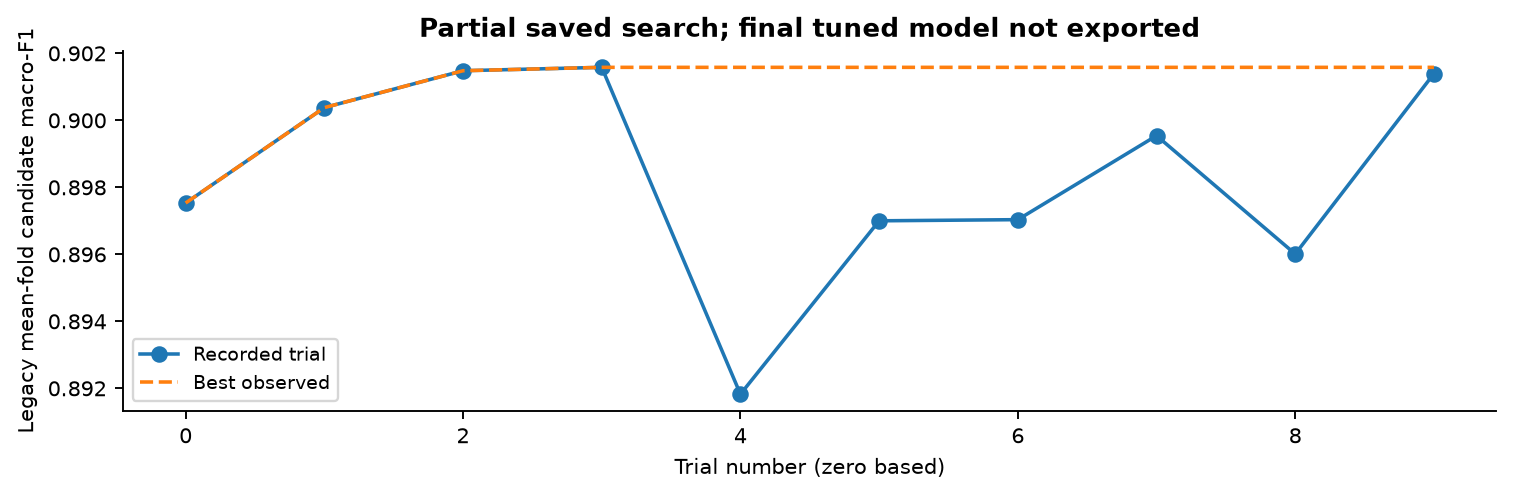 Partial saved search; final tuned model not exported
Legacy mean-fold candidate macro-F1
0.902
0.900
0.898
0.896
0.894
0.892
Recorded trial
Best observed
0
2
4
6
8
Trial number (zero based)